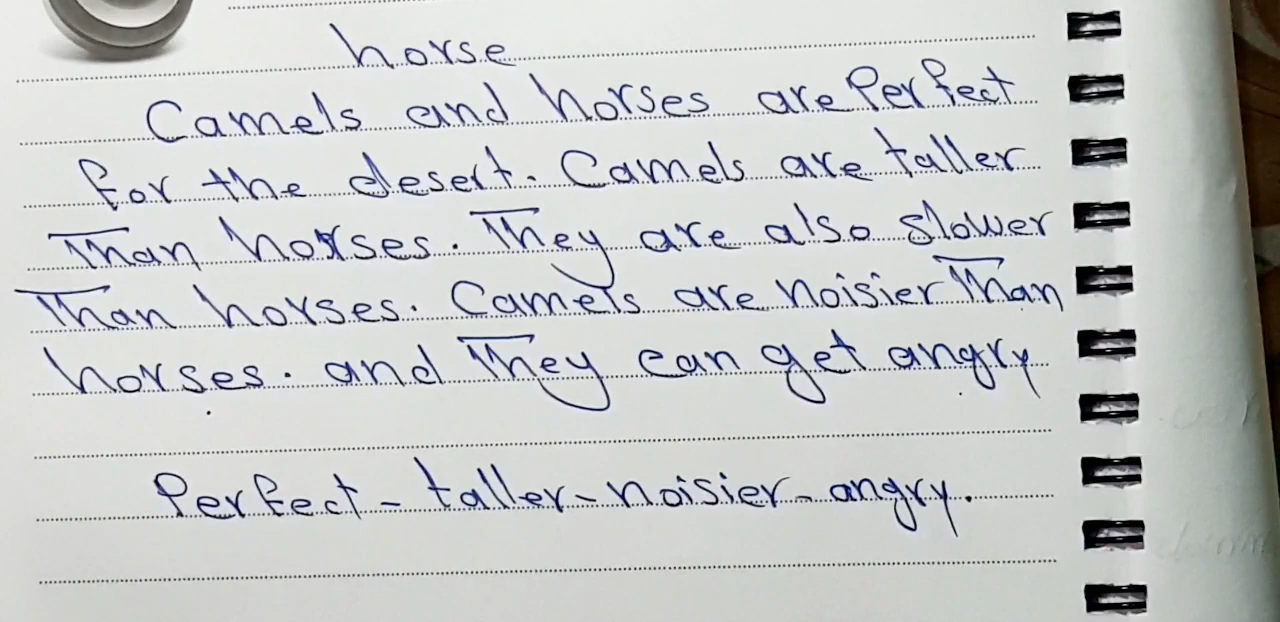 horse
Camels and horses are Perfect
for the desert. Camels are taller
Than horses. They are also slower
Than horses. Camels are noisier Than
horses. and They can get angry
Perfect - taller - noisier - angry.